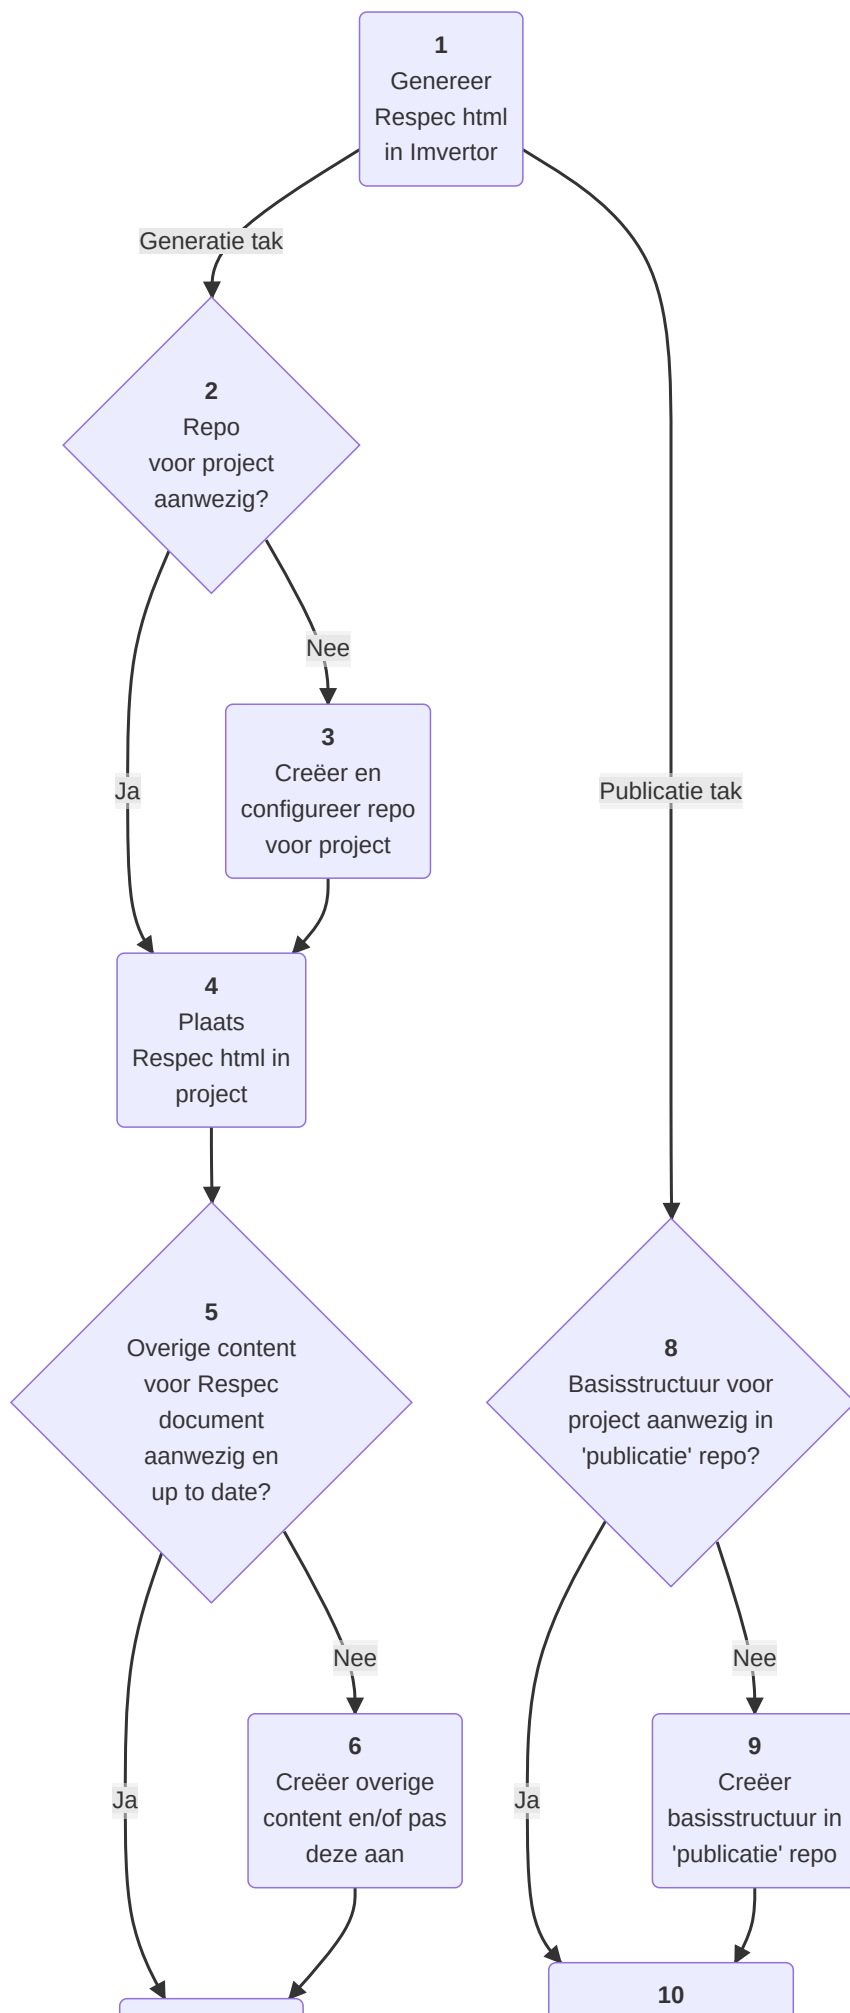 1
Genereer
Respec html
in Imvertor
Generatie tak
2
Repo
voor project
aanwezig?
Nee
3
Creëer en
configureer repo
voor project
Ja
Publicatie tak
4
Plaats
Respec html in
project
5
Overige content
voor Respec
document
aanwezig en
up to date?
8
Basisstructuur voor
project aanwezig in
'publicatie' repo?
Nee
Nee
6
Creëer overige
content en/of pas
deze aan
Ja
9
Creëer
basisstructuur in
'publicatie' repo
Ja
10